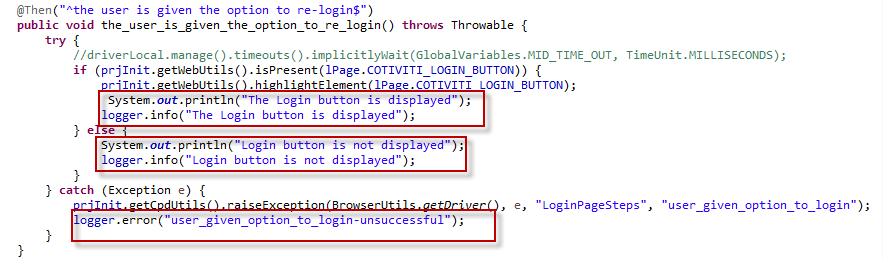 @Then("^the user is given the option to re-login$")
public void the_user_is_given_the_option_to_re_login() throws Throwable {
try {
//driverLocal.manage().timeouts().implicitlyWait(GlobalVariables.MID_TIME_OUT, TimeUnit.MILLISECONDS);
if (prjInit.getWebUtils().isPresent(lPage.COTIVITI_LOGIN_BUTTON)) {
prjInit.getWebUtils().highlightElement(lPage.COTIVITI_LOGIN_BUTTON);
System.out.println("The Login button is displayed");
logger.info("The Login button is displayed");
} else {
System.out.println("Login button is not displayed");
logger.info("Login button is not displayed");
}
} catch (Exception e) {
prjInit.getCpdUtils().raiseException(BrowserUtils.getDriver(), e, "LoginPageSteps", "user_given_option_to_login");
logger.error("user_given_option_to_login-unsuccessful");
}
}